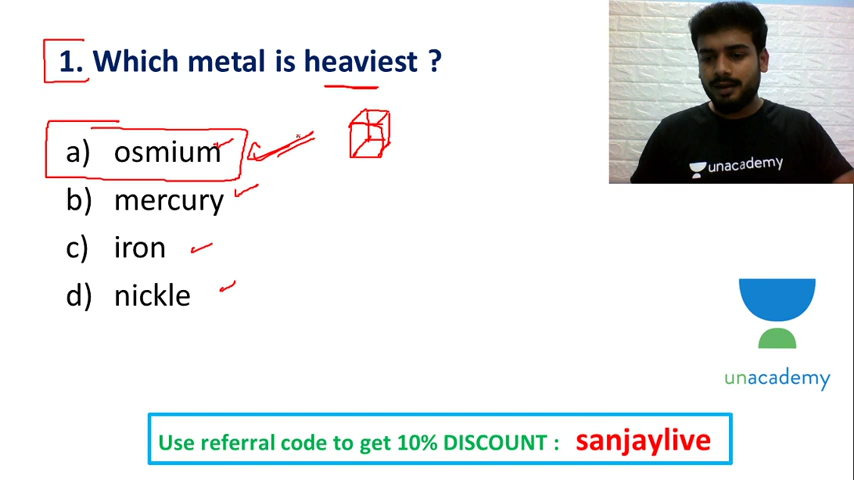 1. Which metal is heaviest ?
a) osmium
b) mercury
c) iron
d) nickle
unacademy
unacademy
Use referral code to get 10% DISCOUNT : sanjaylive